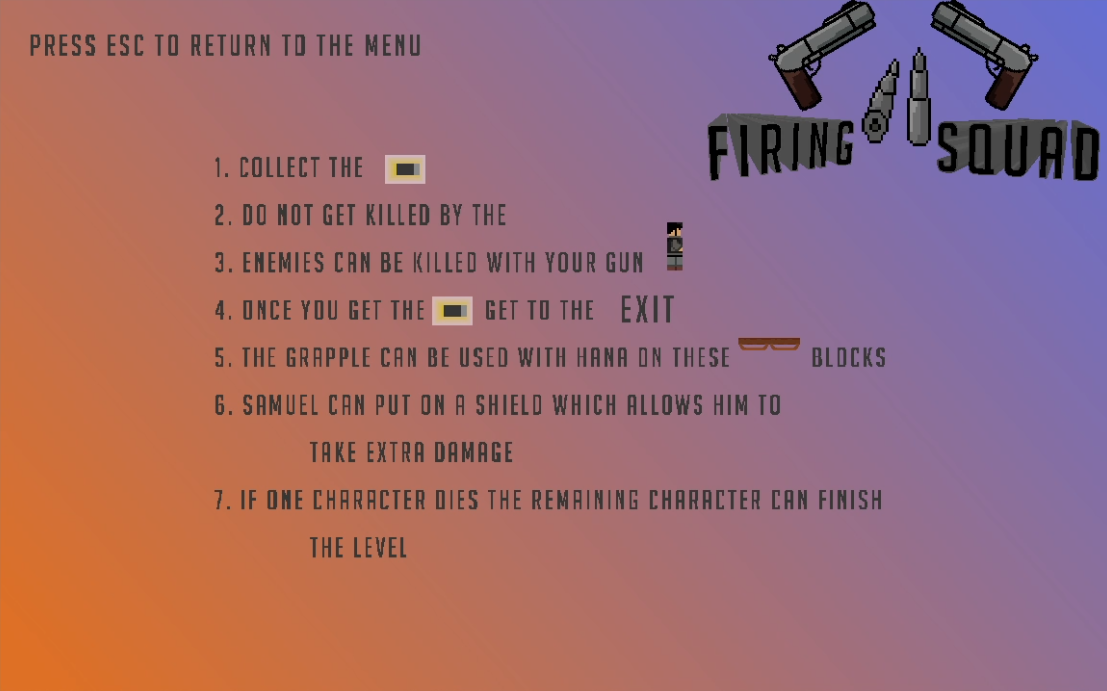 PRESS ESC TO RETURN TO THE MENU
FIRING SQUAD
1. COLLECT THE
2. DO NOT GET KILLED BY THE
3. ENEMIES CAN BE KILLED WITH YOUR GUN
4. ONCE YOU GET THE GET TO THE EXIT
5. THE GRAPPLE CAN BE USED WITH HANA ON THESE BLOCKS
6. SAMUEL CAN PUT ON A SHIELD WHICH ALLOWS HIM TO
TAKE EXTRA DAMAGE
7. IF ONE CHARACTER DIES THE REMAINING CHARACTER CAN FINISH
THE LEVEL